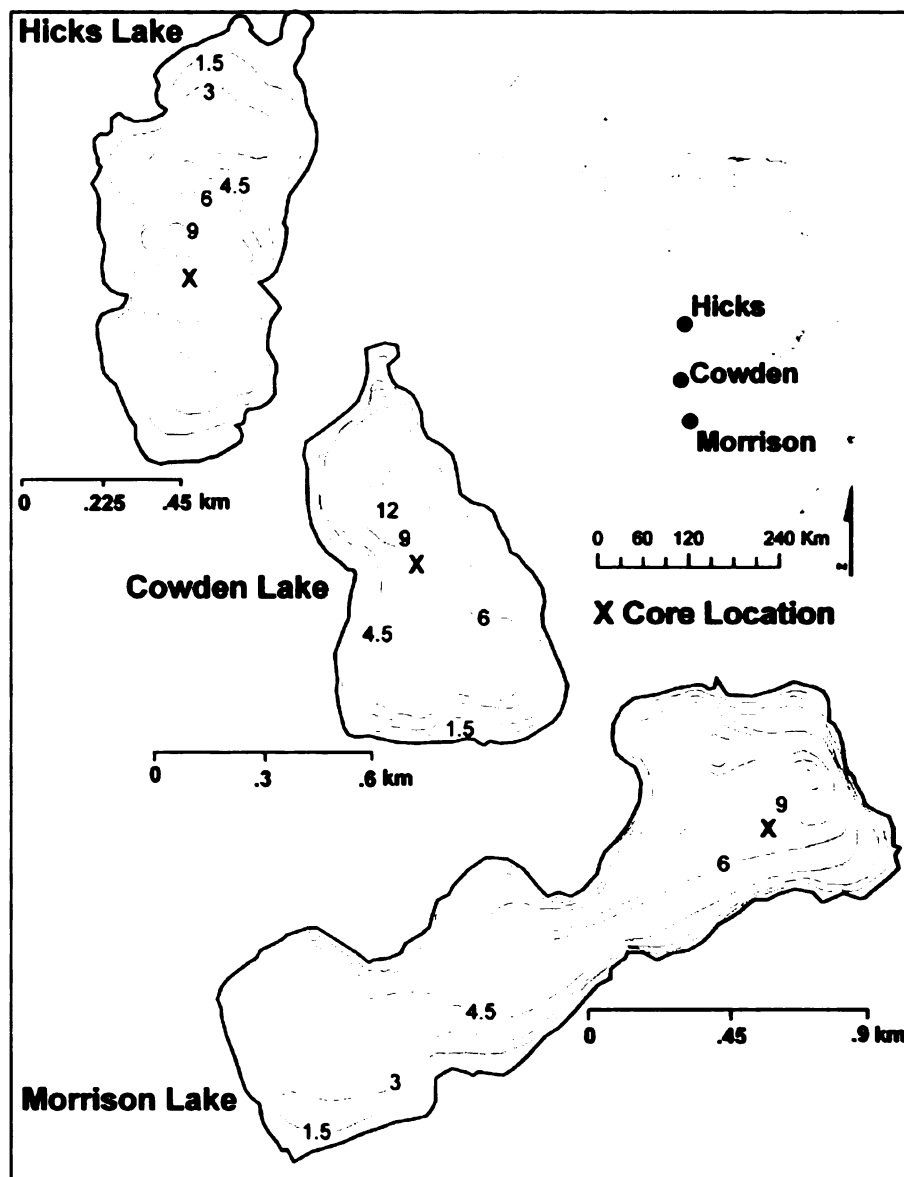 Hicks Lake
1.5
3
4.5
6
9
X
0 .225 .45 km
Hicks
Cowden
Morrison
0 60 120 240 Km
N
X Core Location
12
9
X
Cowden Lake
6
4.5
1.5
0 .3 .6 km
9
X
6
4.5
0 .45 .9 km
3
Morrison Lake
1.5